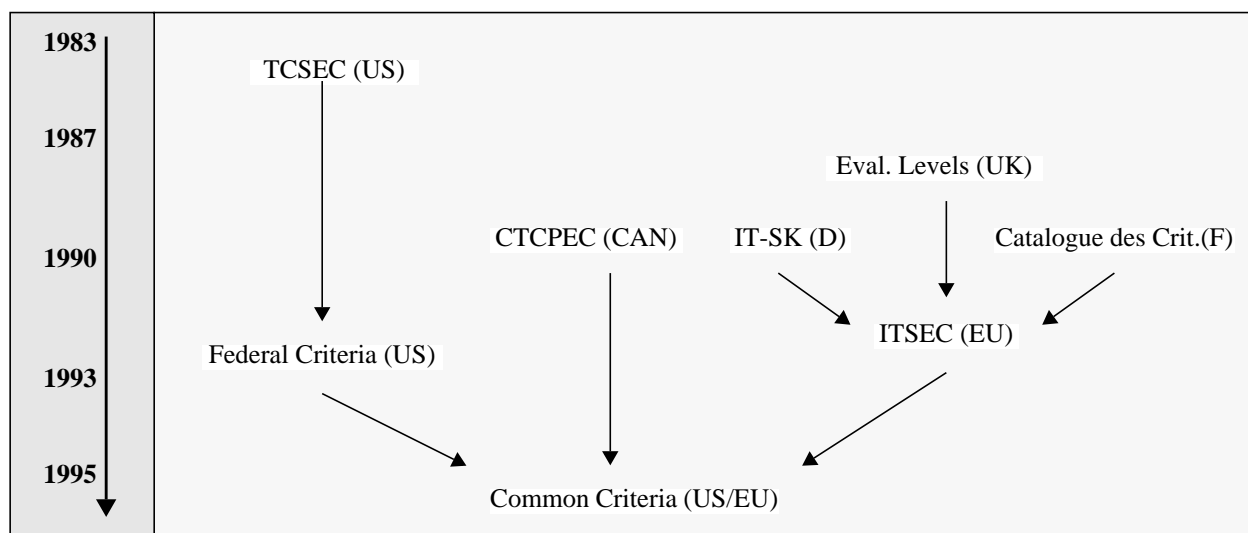 1983
TCSEC (US)
1987
Eval. Levels (UK)
CTCPEC (CAN)
IT-SK (D)
Catalogue des Crit.(F)
1990
ITSEC (EU)
Federal Criteria (US)
1993
1995
Common Criteria (US/EU)